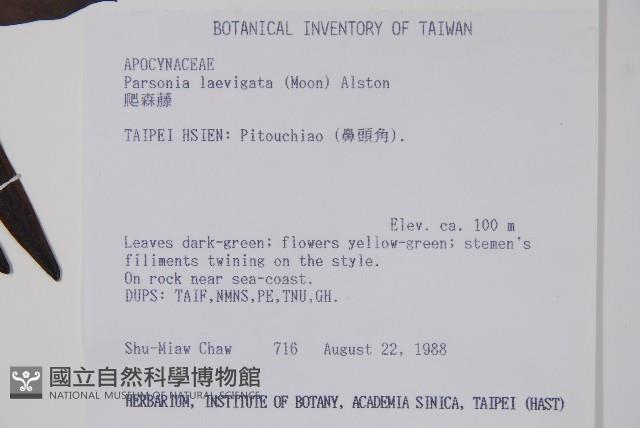 BOTANICAL INVENTORY OF TAIWAN
APOCYNACEAE
Parsonia laevigata (Moon) Alston
爬森藤
TAIPEI HSIEN: Pitouchiao (鼻頭角).
Elev. ca. 100 m
Leaves dark-green; flowers yellow-green; stemen's
filiments twining on the style.
On rock near sea-coast.
DUPS: TAIF,NMNS,PE,TNU,GH.
Shu-Miaw Chaw 716 August 22, 1988
國立自然科學博物館
NATIONAL MUSEUM OF NATURAL SCIENCE
HERBARIUM, INSTITUTE OF BOTANY, ACADEMIA SINICA, TAIPEI (HAST)